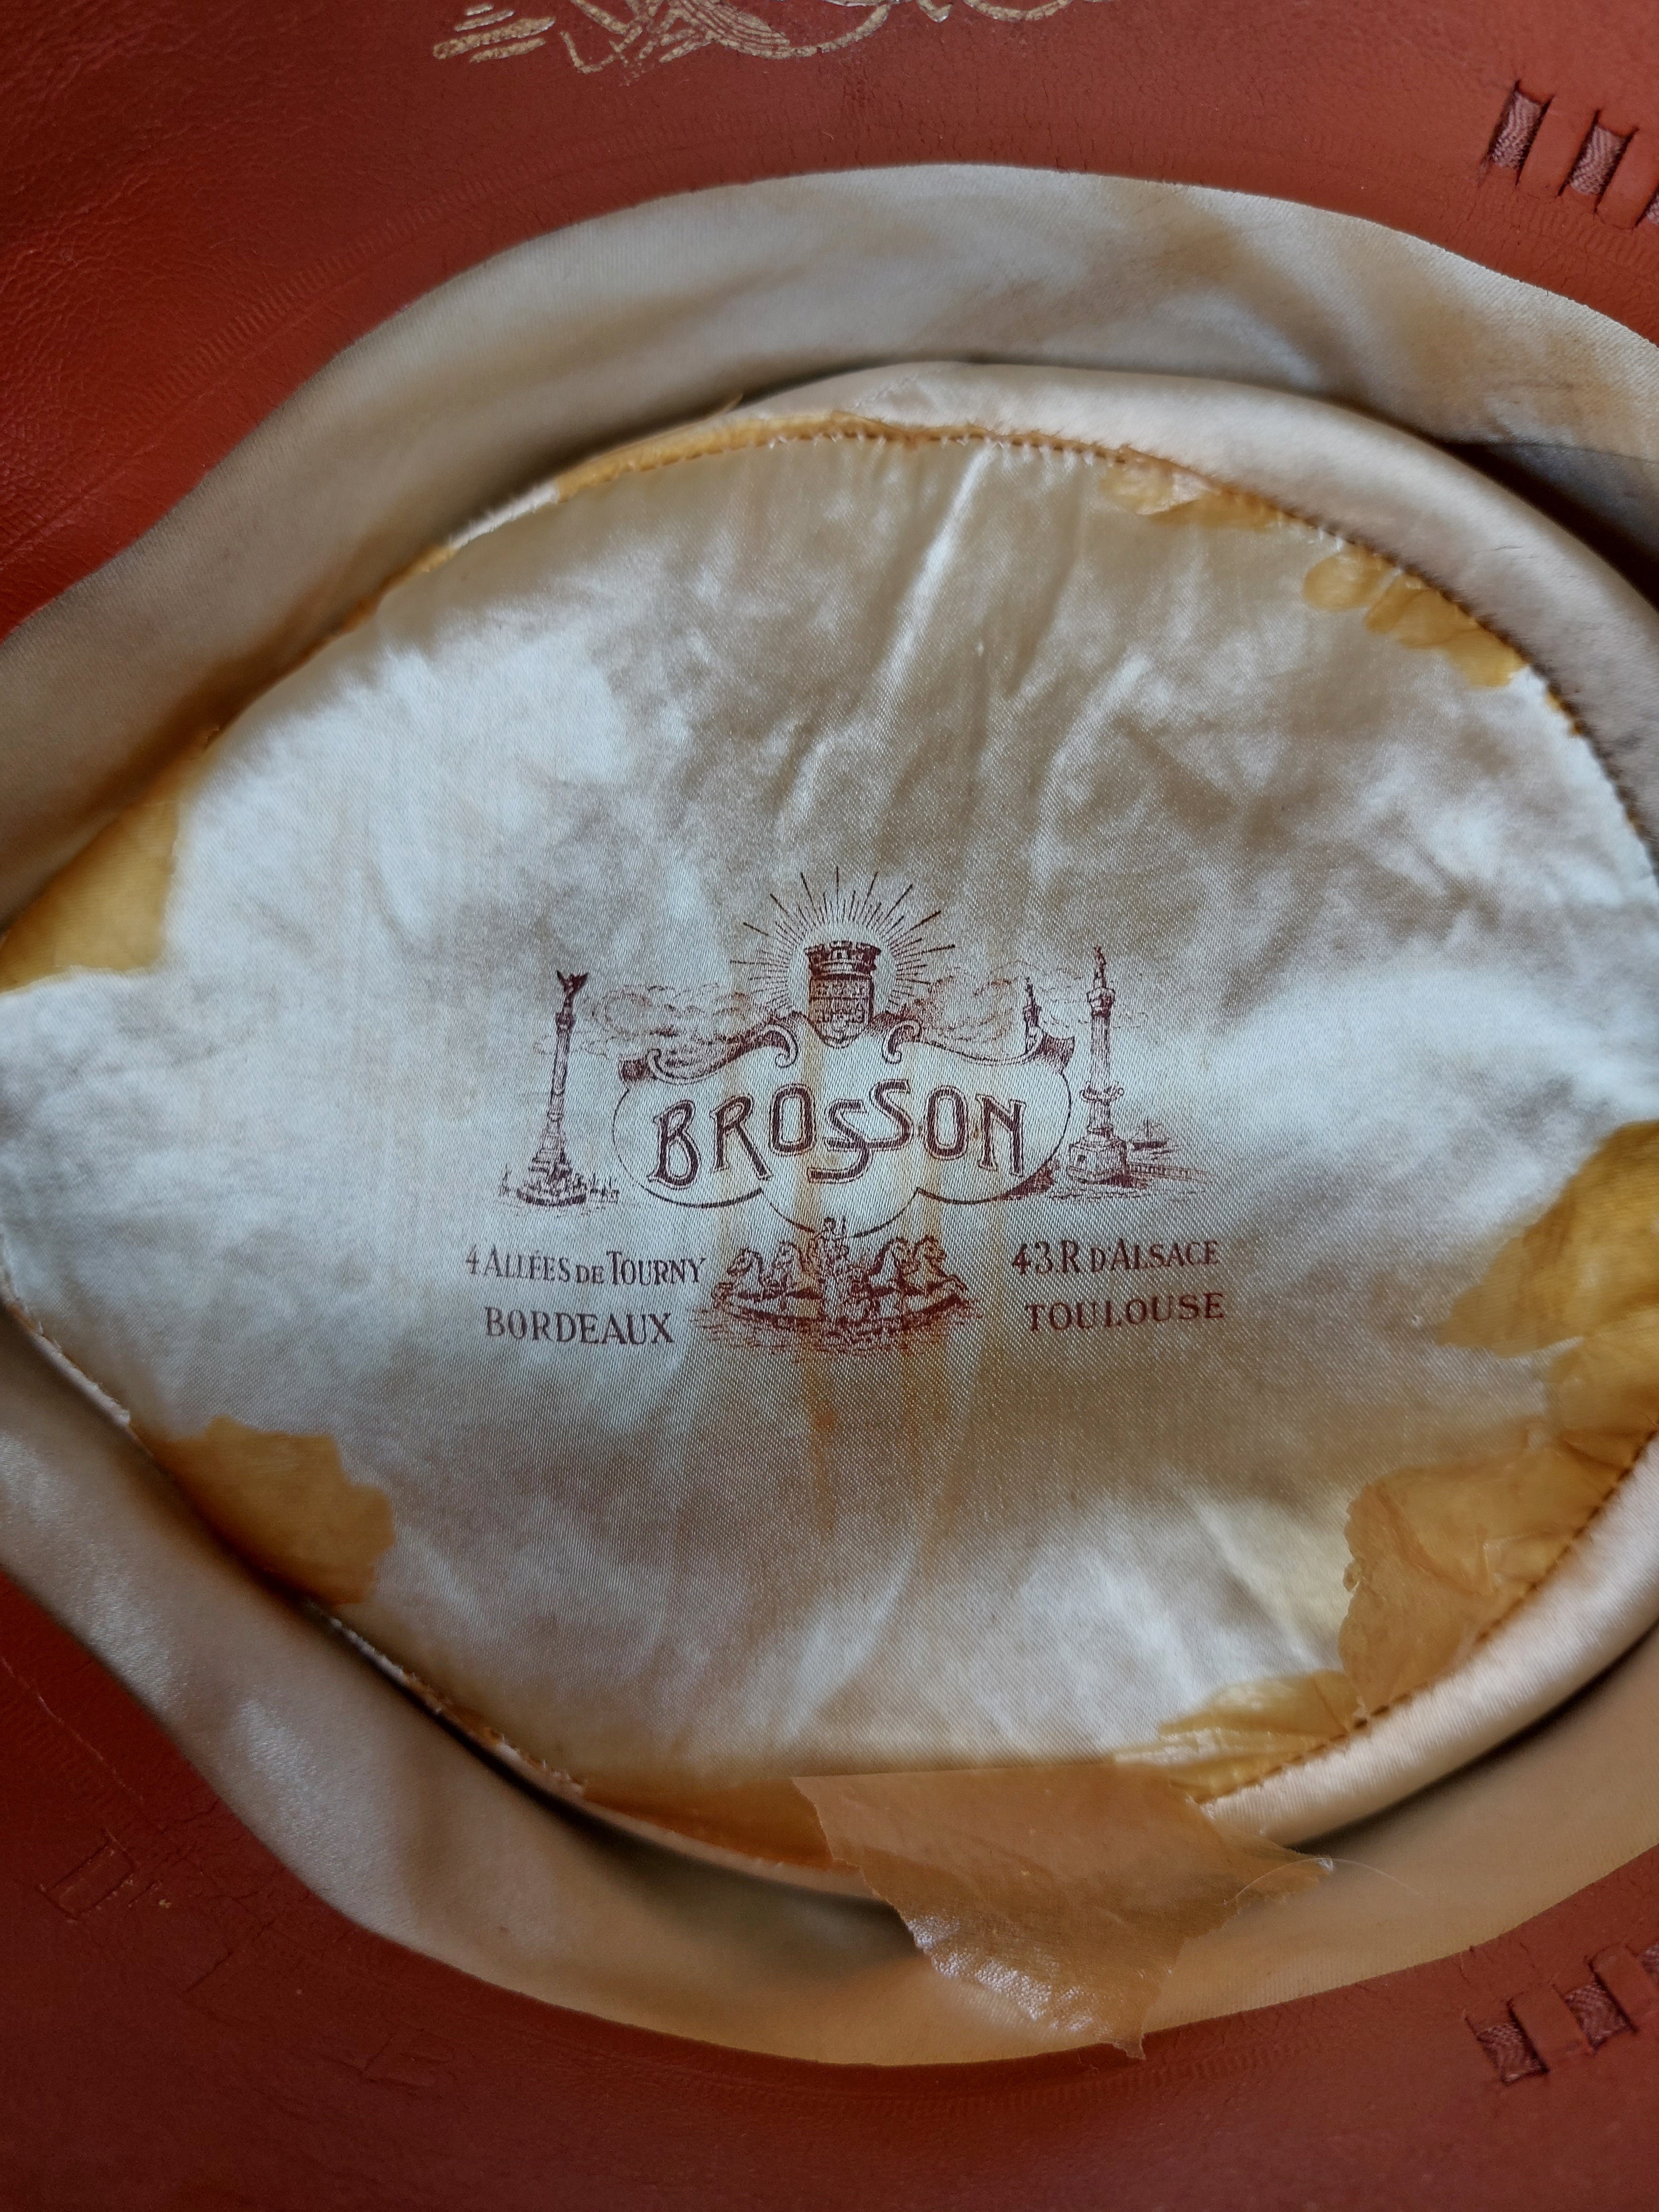 BROSSON
4 ALLÉES DE TOURNY
BORDEAUX
43.R D'ALSACE
TOULOUSE